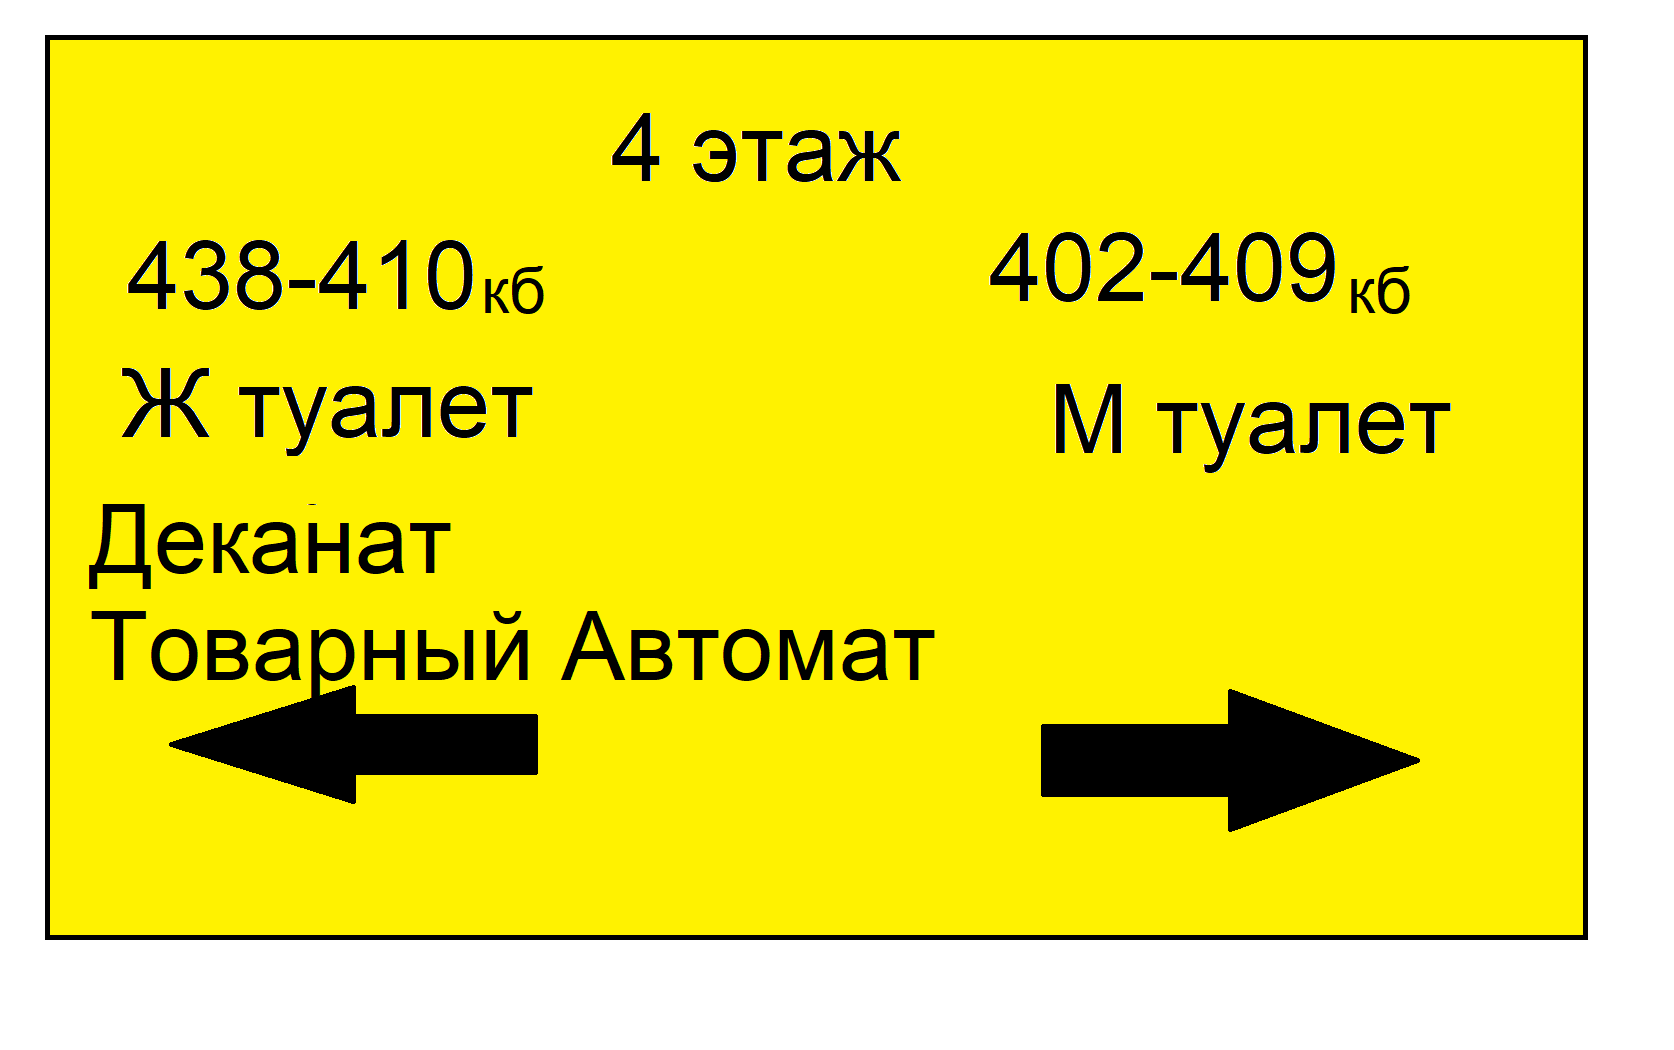 4 этаж
438-410кб
402-409кб
Ж туалет
М туалет
Деканат
Товарный Автомат